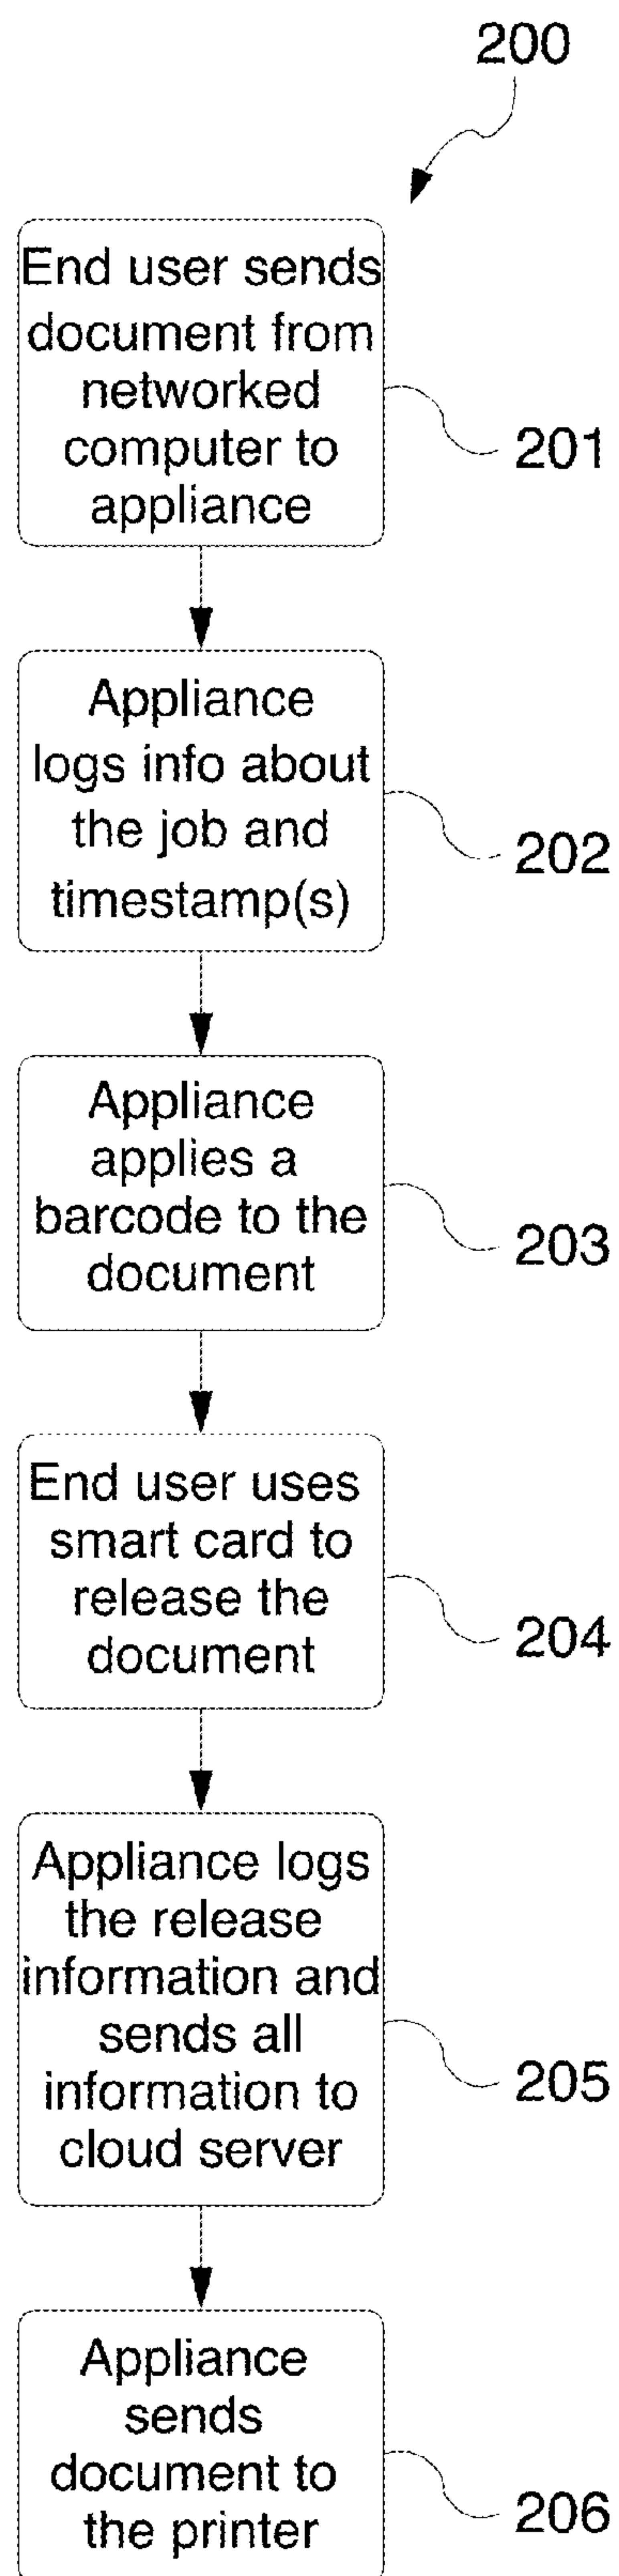 200
End user sends
document from
networked
computer to
appliance
201
Appliance
logs info about
the job and
timestamp(s)
202
Appliance
applies a
barcode to the
document
203
End user uses
smart card to
release the
document
204
Appliance logs
the release
information and
sends all
information to
cloud server
205
Appliance
sends
document to
the printer
206